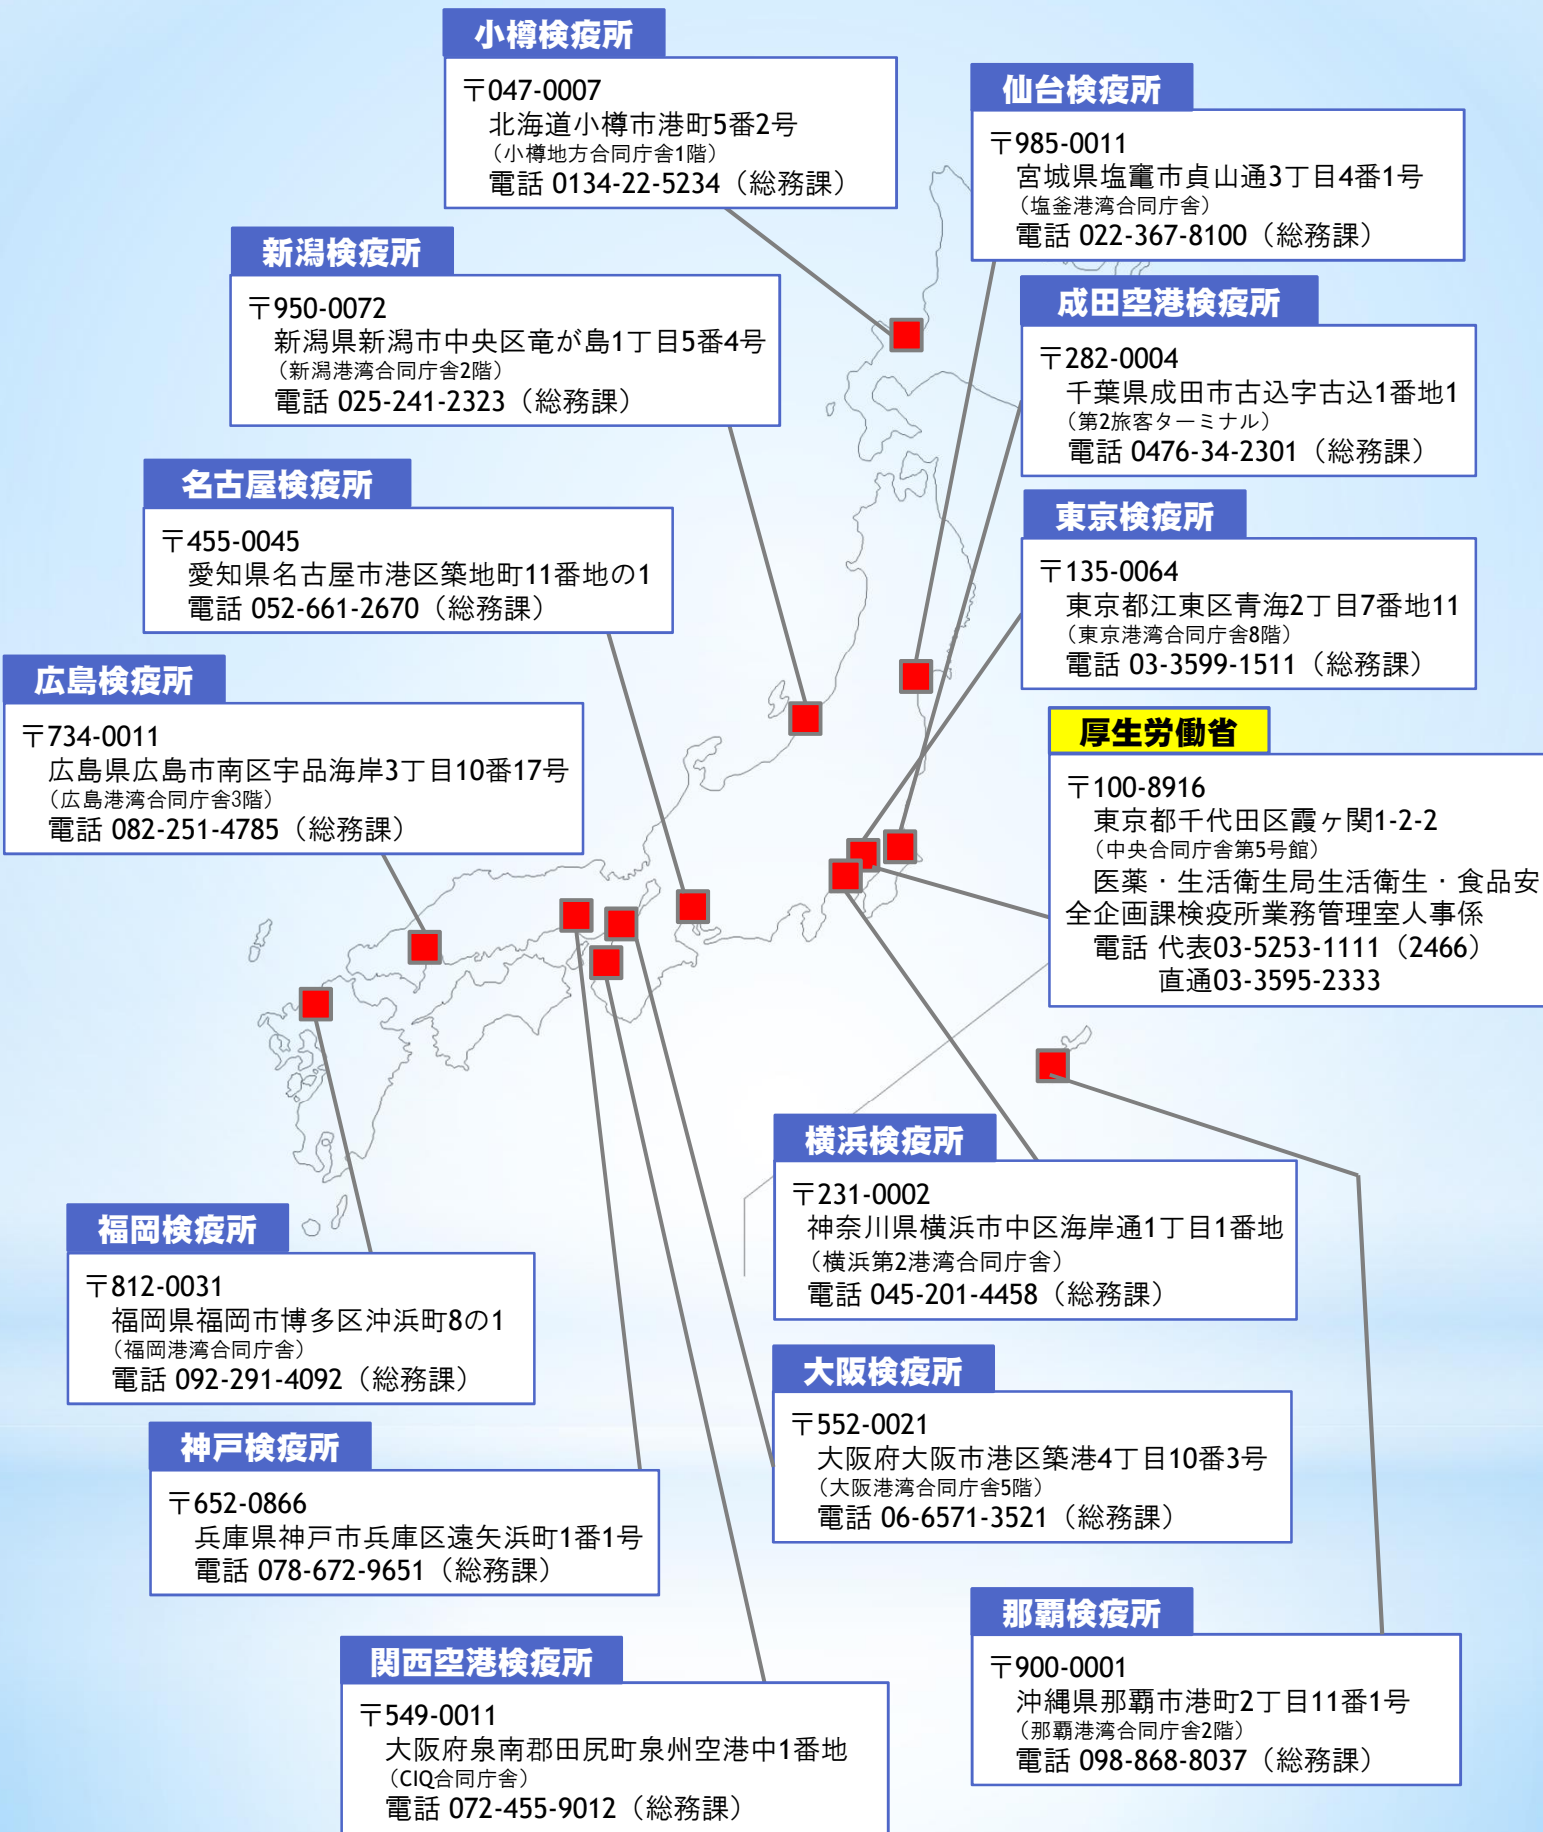 小樽検疫所
〒047-0007
北海道小樽市港町5番2号
（小樽地方合同庁舎1階）
電話 0134-22-5234（総務課）
仙台検疫所
〒985-0011
宮城県塩竈市貞山通3丁目4番1号
（塩釜港湾合同庁舎）
電話 022-367-8100（総務課）
新潟検疫所
〒950-0072
新潟県新潟市中央区竜が島1丁目5番4号
（新潟港湾合同庁舎2階）
電話 025-241-2323（総務課）
成田空港検疫所
〒282-0004
千葉県成田市古込字古込1番地1
（第2旅客ターミナル）
電話 0476-34-2301（総務課）
名古屋検疫所
〒455-0045
愛知県名古屋市港区築地町11番地の1
電話 052-661-2670（総務課）
東京検疫所
〒135-0064
東京都江東区青海2丁目7番地11
（東京港湾合同庁舎8階）
電話 03-3599-1511（総務課）
広島検疫所
〒734-0011
広島県広島市南区宇品海岸3丁目10番17号
（広島港湾合同庁舎3階）
電話 082-251-4785（総務課）
厚生労働省
〒100-8916
東京都千代田区霞ヶ関1-2-2
（中央合同庁舎第5号館）
医薬・生活衛生局生活衛生・食品安
全企画課検疫所業務管理室人事係
電話 代表03-5253-1111（2466）
直通03-3595-2333
横浜検疫所
〒231-0002
神奈川県横浜市中区海岸通1丁目1番地
（横浜第2港湾合同庁舎）
電話 045-201-4458（総務課）
福岡検疫所
〒812-0031
福岡県福岡市博多区沖浜町8の1
（福岡港湾合同庁舎）
電話 092-291-4092（総務課）
大阪検疫所
〒552-0021
大阪府大阪市港区築港4丁目10番3号
（大阪港湾合同庁舎5階）
電話 06-6571-3521（総務課）
神戸検疫所
〒652-0866
兵庫県神戸市兵庫区遠矢浜町1番1号
電話 078-672-9651（総務課）
那覇検疫所
〒900-0001
沖縄県那覇市港町2丁目11番1号
（那覇港湾合同庁舎2階）
電話 098-868-8037（総務課）
関西空港検疫所
〒549-0011
大阪府泉南郡田尻町泉州空港中1番地
（CIQ合同庁舎）
電話 072-455-9012（総務課）